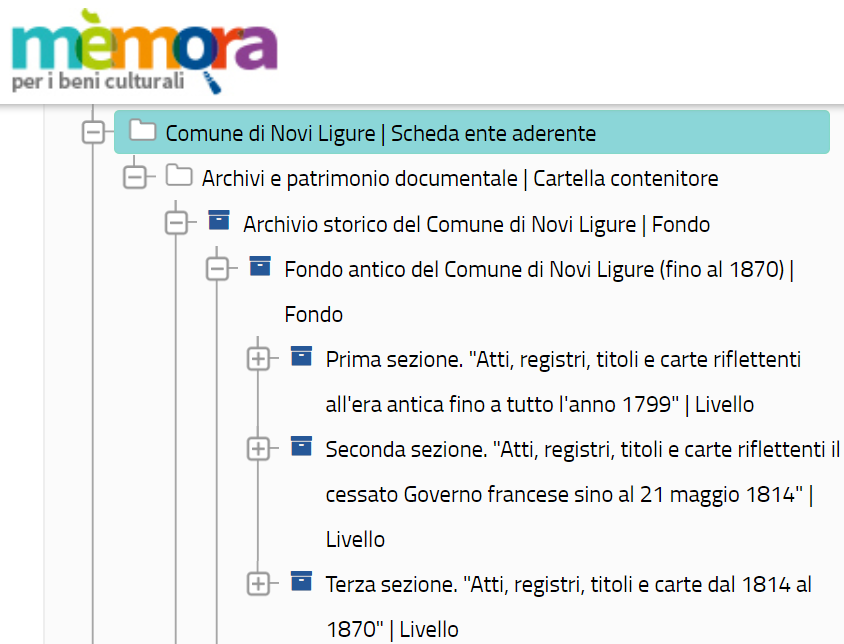 mèmora
per i beni culturali
Comune di Novi Ligure | Scheda ente aderente
Archivi e patrimonio documentale | Cartella contenitore
Archivio storico del Comune di Novi Ligure | Fondo
Fondo antico del Comune di Novi Ligure (fino al 1870) |
Fondo
Prima sezione. "Atti, registri, titoli e carte riflettenti
all'era antica fino a tutto l'anno 1799" | Livello
Seconda sezione. "Atti, registri, titoli e carte riflettenti il
cessato Governo francese sino al 21 maggio 1814" |
Livello
Terza sezione. "Atti, registri, titoli e carte dal 1814 al
1870" | Livello